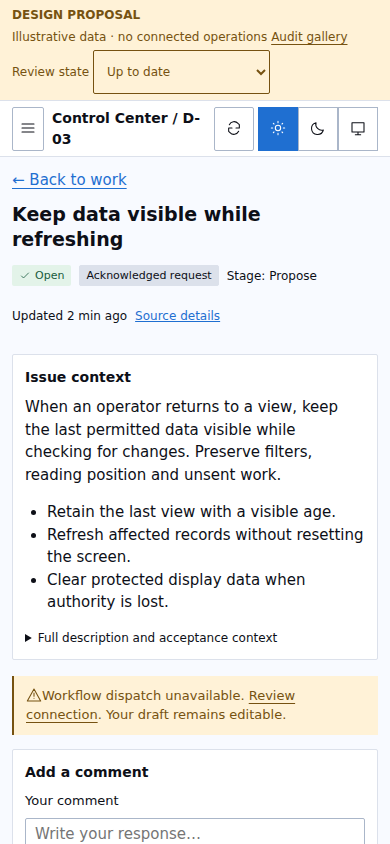 DESIGN PROPOSAL
Illustrative data · no connected operations Audit gallery
Review state Up to date
Control Center / D-
03
← Back to work
Keep data visible while
refreshing
Open Acknowledged request Stage: Propose
Updated 2 min ago Source details
Issue context
When an operator returns to a view, keep
the last permitted data visible while
checking for changes. Preserve filters,
reading position and unsent work.
• Retain the last view with a visible age.
• Refresh affected records without resetting
the screen.
• Clear protected display data when
authority is lost.
Full description and acceptance context
Workflow dispatch unavailable. Review
connection. Your draft remains editable.
Add a comment
Your comment
Write your response...